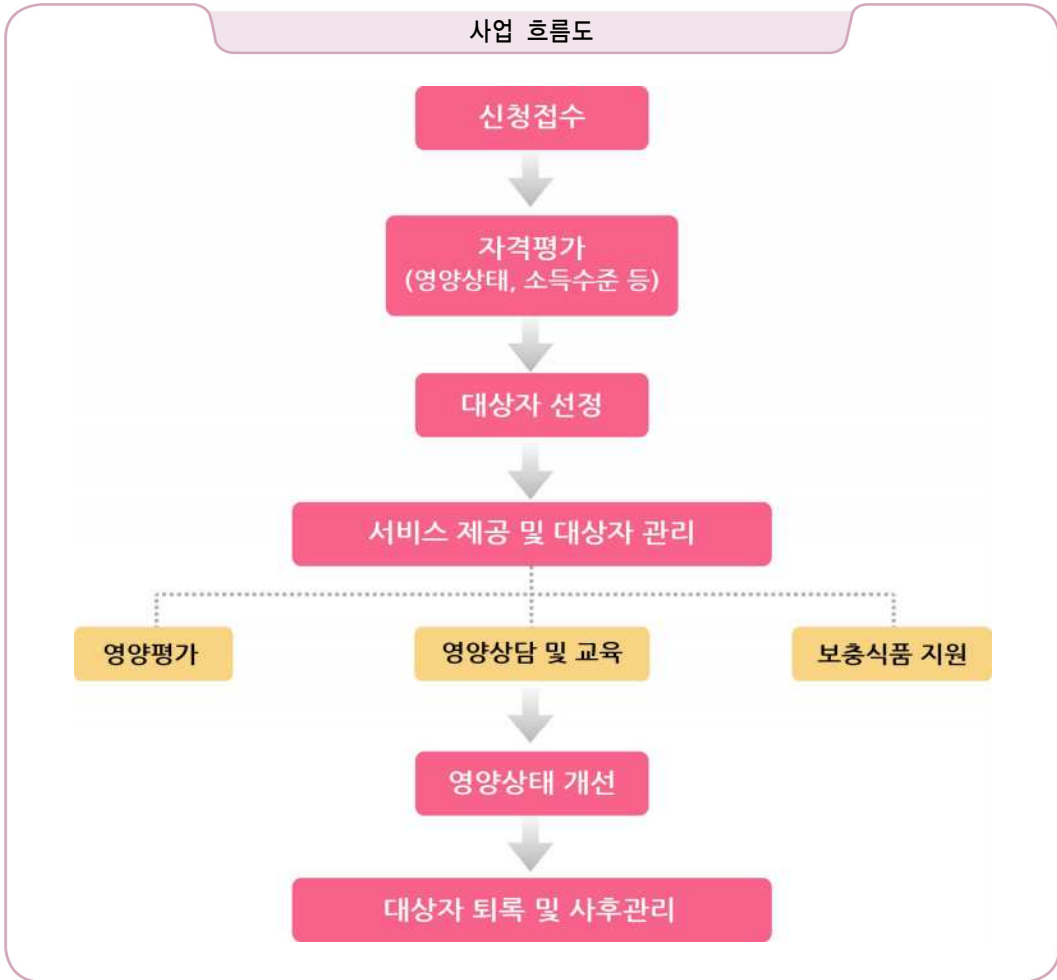 사업 흐름도
신청접수
자격평가
(영양상태, 소득수준 등)
대상자 선정
서비스 제공 및 대상자 관리
영양평가
영양상담 및 교육
보충식품 지원
영양상태 개선
대상자 퇴록 및 사후관리